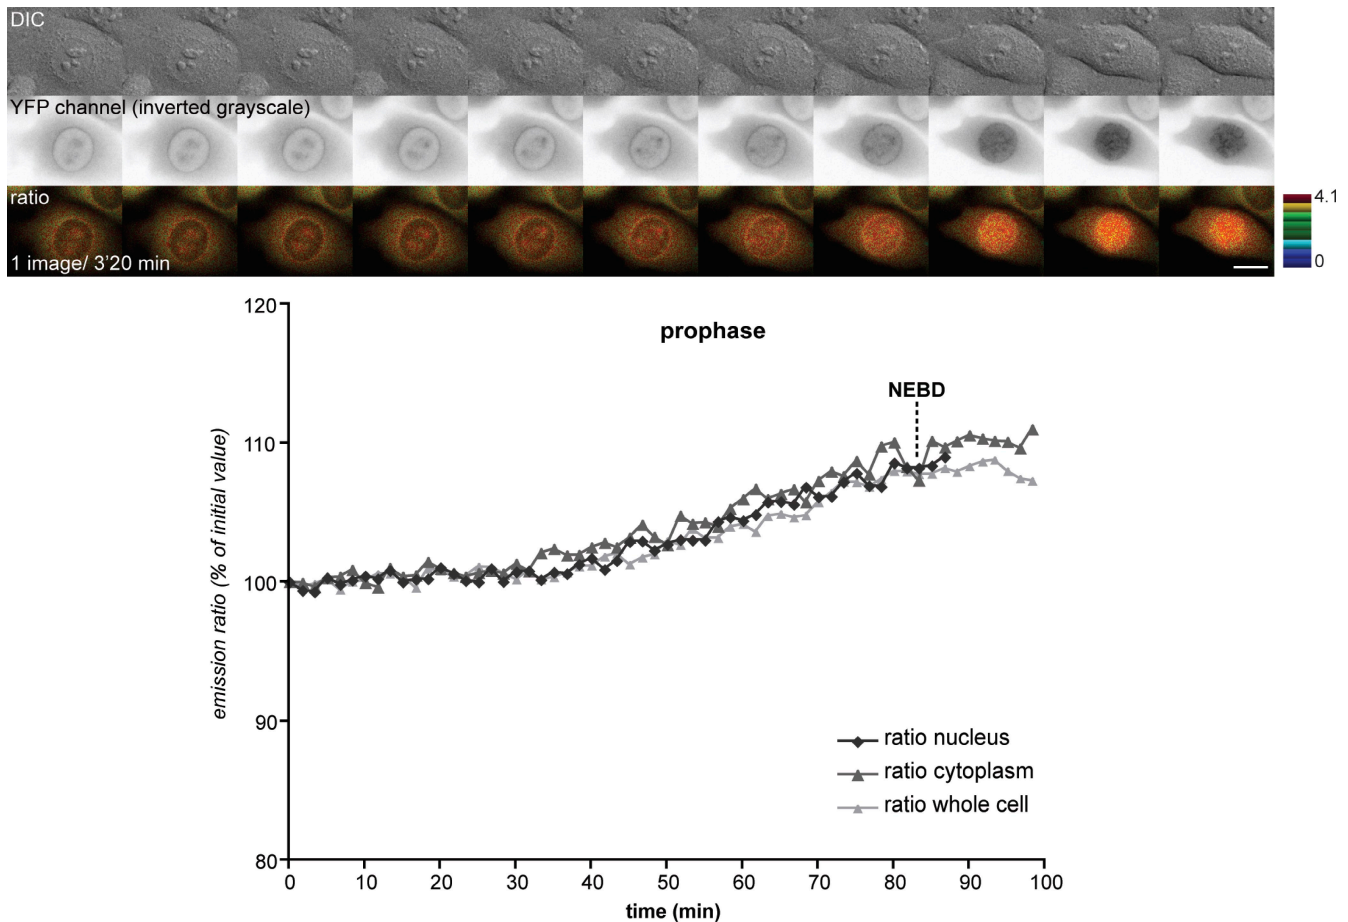 DIC
YFP channel (inverted grayscale)
ratio
1 image/ 3'20 min
4.1
0
prophase
NEBD
120
110
100
90
80
emission ratio (% of initial value)
ratio nucleus
ratio cytoplasm
ratio whole cell
0 10 20 30 40 50 60 70 80 90 100
time (min)